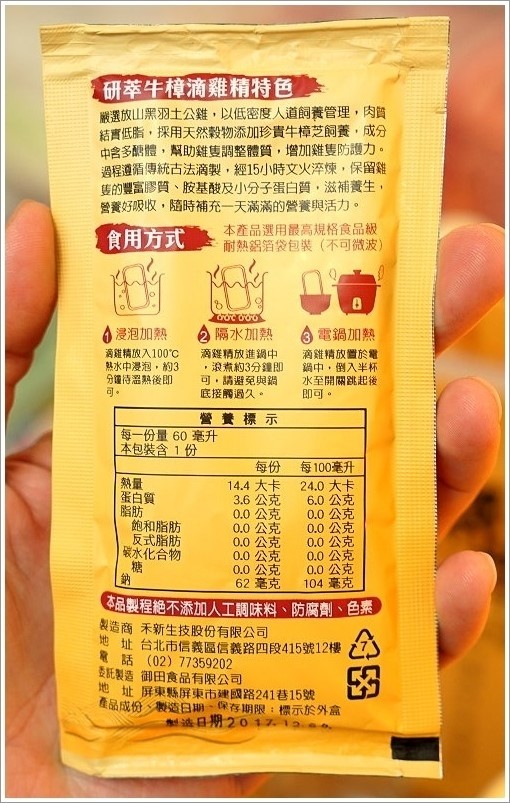 研萃牛樟滴雞精特色
嚴選放山黑羽土公雞，以低密度人道飼養管理，肉質
結實低脂，採用天然穀物添加珍貴牛樟芝飼養，成分
中含多醣體，幫助雞隻調整體質，增加雞隻防護力。
過程遵循傳統古法滴製，經15小時文火淬煉，保留雞
隻的豐富膠質、胺基酸及小分子蛋白質，滋補養生，
營養好吸收，隨時補充一天滿滿的營養與活力。
食用方式
本產品選用最高規格食品級
耐熱鋁箔袋包裝（不可微波）
1 浸泡加熱
滴雞精放入100℃
熱水中浸泡，約3
分鐘待溫熱後即
可。
2 隔水加熱
滴雞精放進鍋中
，滾煮約3分鐘即
可，請避免與鍋
底接觸過久。
3 電鍋加熱
滴雞精放置於電
鍋中，倒入半杯
水至開關跳起後
即可。
營養標示
每一份量 60 毫升
本包裝含 1 份
每份 每100毫升
熱量 14.4 大卡 24.0 大卡
蛋白質 3.6 公克 6.0 公克
脂肪 0.0 公克 0.0 公克
飽和脂肪 0.0 公克 0.0 公克
反式脂肪 0.0 公克 0.0 公克
碳水化合物 0.0 公克 0.0 公克
糖 0.0 公克 0.0 公克
鈉 62 毫克 104 毫克
本品製程絕不添加人工調味料、防腐劑、色素
製造商 禾新生技股份有限公司
地 址 台北市信義區信義路四段415號12樓
電 話 （02）77359202
委託製造 御田食品有限公司
地 址 屏東縣屏東市建國路241巷15號
產品成份、製造日期、保存期限：標示於外盒
製造日期2017.12.
7